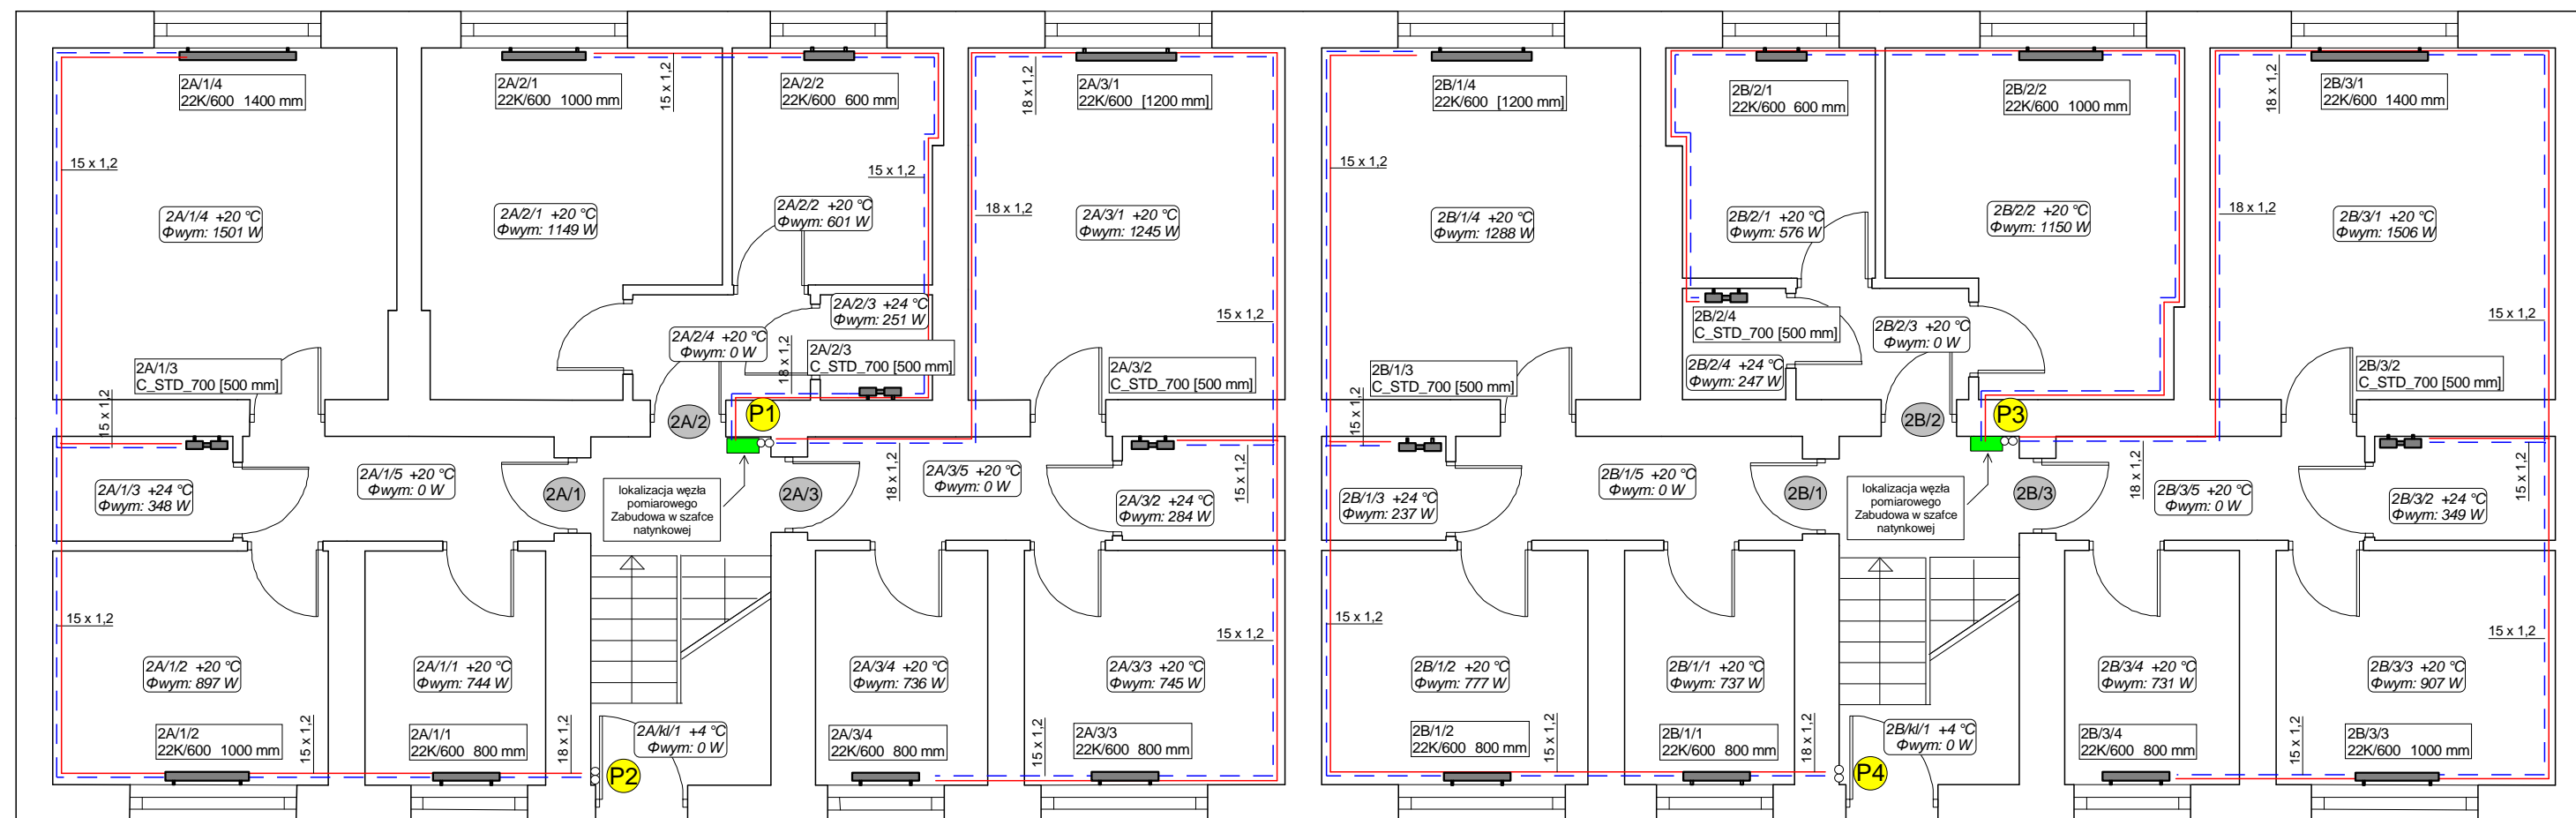 2A/1/4
22K/600 1400 mm
2A/2/1
22K/600 1000 mm
15 x 1,2
2A/2/2
22K/600 600 mm
18 x 1,2
2A/3/1
22K/600 [1200 mm]
2B/1/4
22K/600 [1200 mm]
2B/2/1
22K/600 600 mm
2B/2/2
22K/600 1000 mm
18 x 1,2
2B/3/1
22K/600 1400 mm
15 x 1,2
15 x 1,2
15 x 1,2
2A/1/4 +20 °C
Φwym: 1501 W
2A/2/1 +20 °C
Φwym: 1149 W
2A/2/2 +20 °C
Φwym: 601 W
18 x 1,2
2A/3/1 +20 °C
Φwym: 1245 W
2B/1/4 +20 °C
Φwym: 1288 W
2B/2/1 +20 °C
Φwym: 576 W
2B/2/2 +20 °C
Φwym: 1150 W
18 x 1,2
2B/3/1 +20 °C
Φwym: 1506 W
2A/2/3 +24 °C
Φwym: 251 W
15 x 1,2
15 x 1,2
2A/2/4 +20 °C
Φwym: 0 W
18 x 1,2
2A/2/3
C_STD_700 [500 mm]
2B/2/4
C_STD_700 [500 mm]
2B/2/3 +20 °C
Φwym: 0 W
2A/1/3
C_STD_700 [500 mm]
2A/3/2
C_STD_700 [500 mm]
2B/1/3
C_STD_700 [500 mm]
2B/2/4 +24 °C
Φwym: 247 W
2B/3/2
C_STD_700 [500 mm]
15 x 1,2
2A/2
P1
15 x 1,2
2B/2
P3
2A/1/3 +24 °C
Φwym: 348 W
2A/1/5 +20 °C
Φwym: 0 W
2A/1
lokalizacja węzła
pomiarowego
Zabudowa w szafce
natynkowej
2A/3
18 x 1,2
2A/3/5 +20 °C
Φwym: 0 W
2A/3/2 +24 °C
Φwym: 284 W
15 x 1,2
2B/1/3 +24 °C
Φwym: 237 W
2B/1/5 +20 °C
Φwym: 0 W
2B/1
lokalizacja węzła
pomiarowego
Zabudowa w szafce
natynkowej
2B/3
18 x 1,2
2B/3/5 +20 °C
Φwym: 0 W
2B/3/2 +24 °C
Φwym: 349 W
15 x 1,2
15 x 1,2
15 x 1,2
15 x 1,2
15 x 1,2
2A/1/2 +20 °C
Φwym: 897 W
2A/1/1 +20 °C
Φwym: 744 W
2A/3/4 +20 °C
Φwym: 736 W
2A/3/3 +20 °C
Φwym: 745 W
2B/1/2 +20 °C
Φwym: 777 W
2B/1/1 +20 °C
Φwym: 737 W
2B/3/4 +20 °C
Φwym: 731 W
2B/3/3 +20 °C
Φwym: 907 W
2A/1/2
22K/600 1000 mm
15 x 1,2
2A/1/1
22K/600 800 mm
18 x 1,2
2A/kl/1 +4 °C
Φwym: 0 W
2A/3/4
22K/600 800 mm
15 x 1,2
2A/3/3
22K/600 800 mm
2B/1/2
22K/600 800 mm
15 x 1,2
2B/1/1
22K/600 800 mm
18 x 1,2
2B/kl/1 +4 °C
Φwym: 0 W
2B/3/4
22K/600 800 mm
15 x 1,2
2B/3/3
22K/600 1000 mm
P2
P4